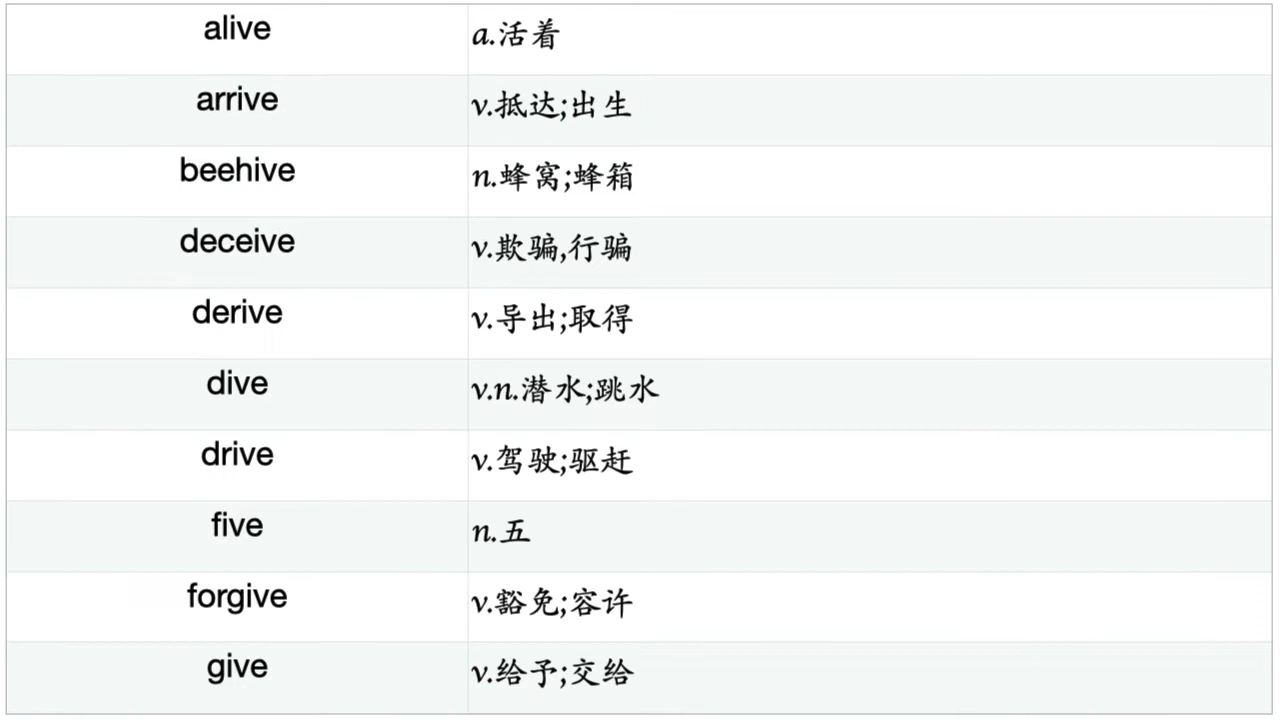 alive a.活着
arrive v.抵达;出生
beehive n.蜂窝;蜂箱
deceive v.欺骗,行骗
derive v.导出;取得
dive v.n.潜水;跳水
drive v.驾驶;驱赶
five n.五
forgive v.豁免;容许
give v.给予;交给